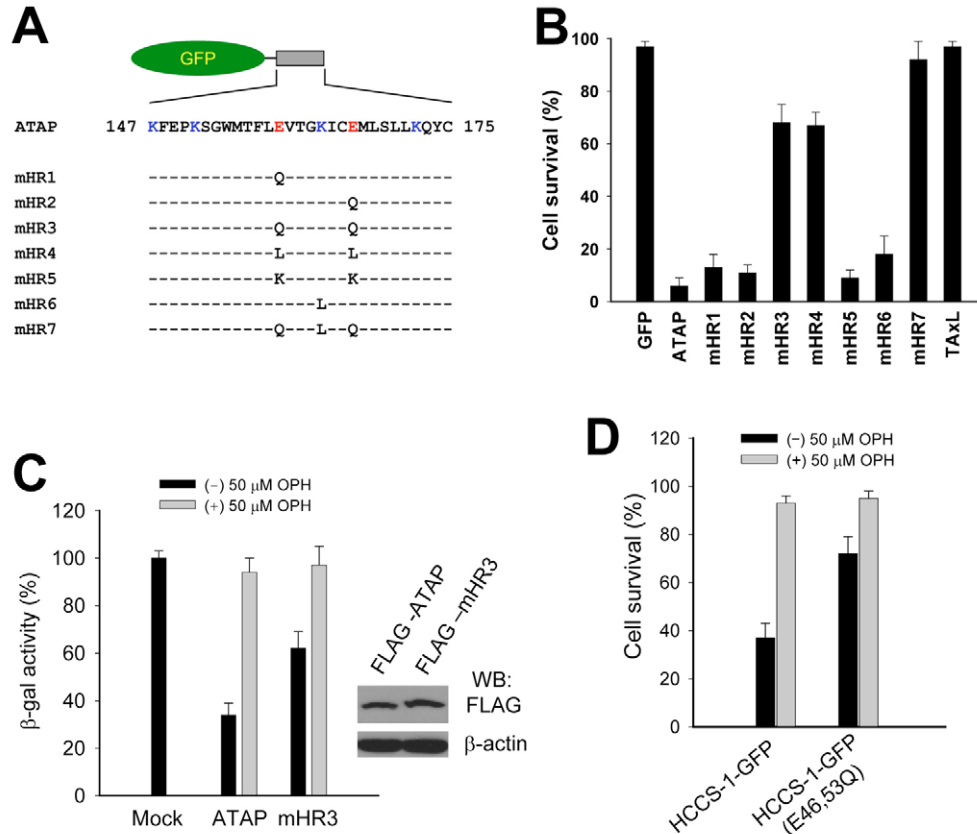 A
GFP
ATAP 147 KFEPKSGWMTFLEVTGKICEMLSLLKQYC 175
mHR1 ------------Q----------------
mHR2 -------------------Q---------
mHR3 ------------Q------Q---------
mHR4 ------------L------L---------
mHR5 ------------K------K---------
mHR6 ----------------L------------
mHR7 ------------Q---L--Q---------
B
Cell survival (%)
100
80
60
40
20
0
GFP
ATAP
mHR1
mHR2
mHR3
mHR4
mHR5
mHR6
mHR7
TAxL
C
(−) 50 μM OPH
(+) 50 μM OPH
β-gal activity (%)
120
100
80
60
40
20
0
Mock ATAP mHR3
FLAG -ATAP
FLAG –mHR3
WB:
FLAG
β-actin
D
(−) 50 μM OPH
(+) 50 μM OPH
Cell survival (%)
120
100
80
60
40
20
0
HCCS-1-GFP
HCCS-1-GFP
(E46,53Q)